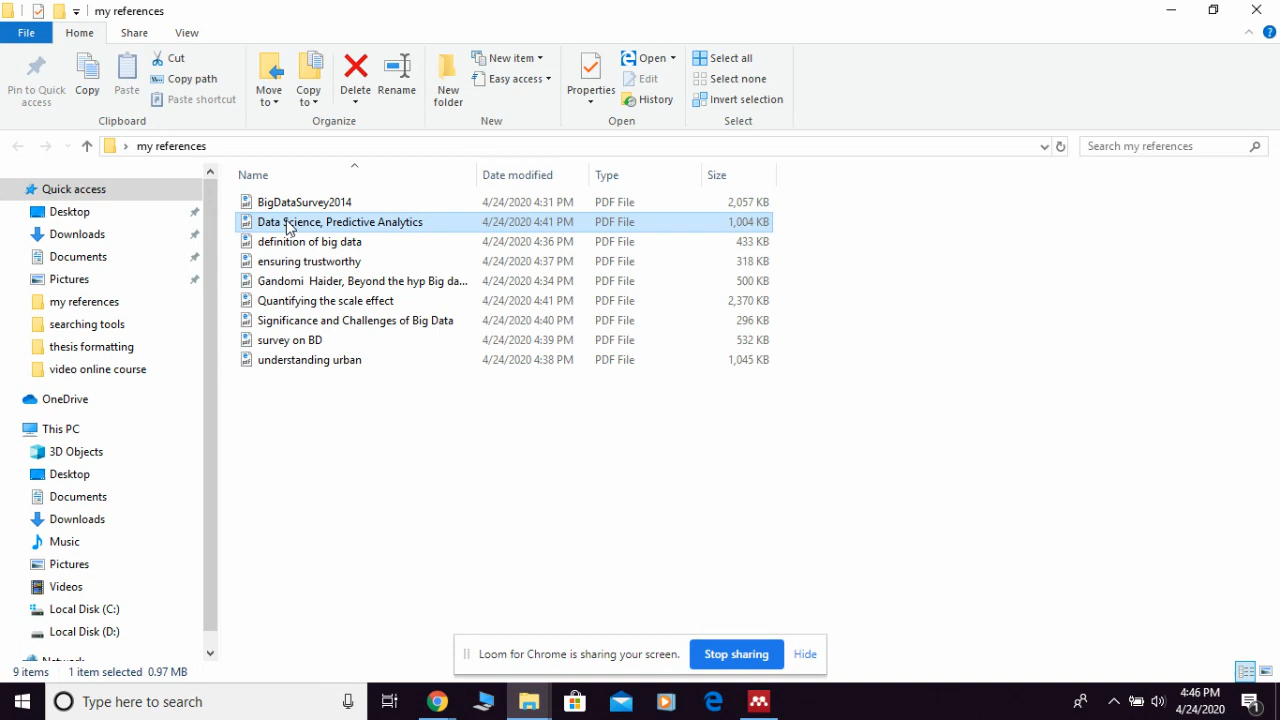 my references
File Home Share View
Pin to Quick access
Copy
Paste
Cut
Copy path
Paste shortcut
Clipboard
Move to
Copy to
Delete
Rename
Organize
New folder
New item
Easy access
New
Properties
Open
Edit
History
Open
Select all
Select none
Invert selection
Select
my references
Search my references
Name Date modified Type Size
BigDataSurvey2014 4/24/2020 4:31 PM PDF File 2,057 KB
Data Science, Predictive Analytics 4/24/2020 4:41 PM PDF File 1,004 KB
definition of big data 4/24/2020 4:36 PM PDF File 433 KB
ensuring trustworthy 4/24/2020 4:37 PM PDF File 318 KB
Gandomi Haider, Beyond the hyp Big da... 4/24/2020 4:34 PM PDF File 500 KB
Quantifying the scale effect 4/24/2020 4:41 PM PDF File 2,370 KB
Significance and Challenges of Big Data 4/24/2020 4:40 PM PDF File 296 KB
survey on BD 4/24/2020 4:39 PM PDF File 532 KB
understanding urban 4/24/2020 4:38 PM PDF File 1,045 KB
Quick access
Desktop
Downloads
Documents
Pictures
my references
searching tools
thesis formatting
video online course
OneDrive
This PC
3D Objects
Desktop
Documents
Downloads
Music
Pictures
Videos
Local Disk (C:)
Local Disk (D:)
Network
Loom for Chrome is sharing your screen. Stop sharing Hide
9 items 1 item selected 0.97 MB
Type here to search
4:46 PM
4/24/2020
1